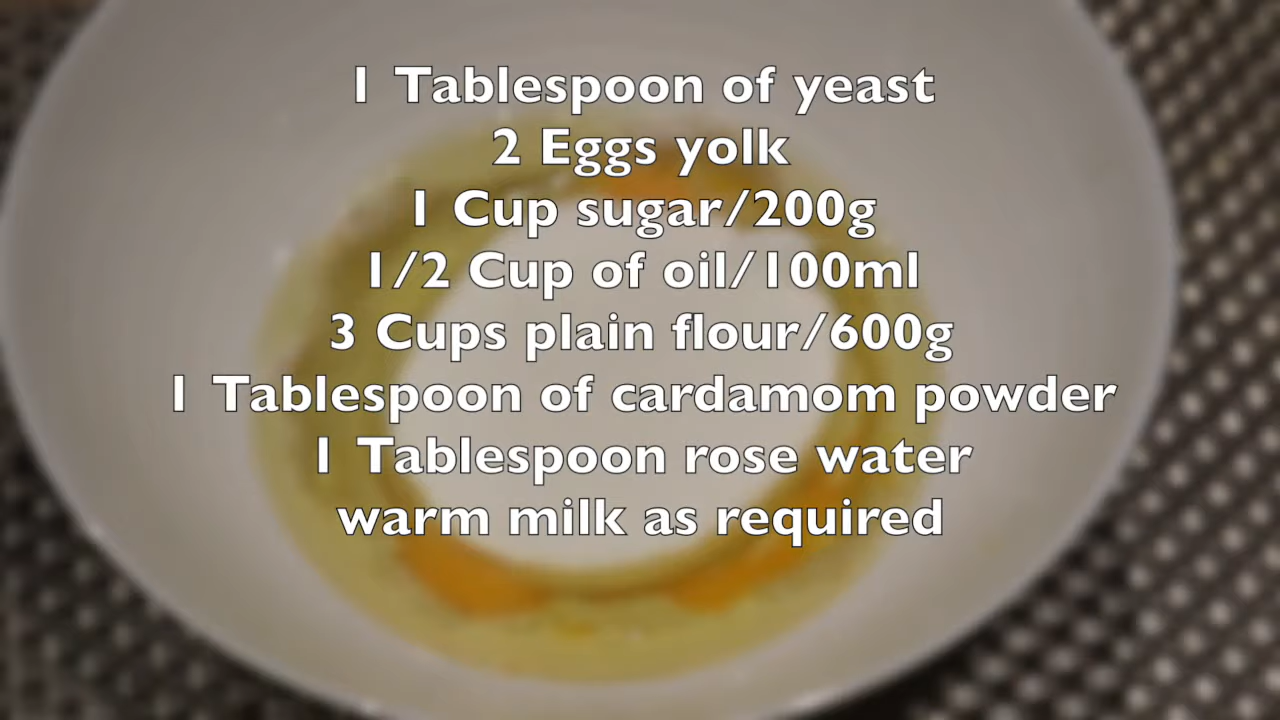 1 Tablespoon of yeast
2 Eggs yolk
1 Cup sugar/200g
1/2 Cup of oil/100ml
3 Cups plain flour/600g
1 Tablespoon of cardamom powder
1 Tablespoon rose water
warm milk as required